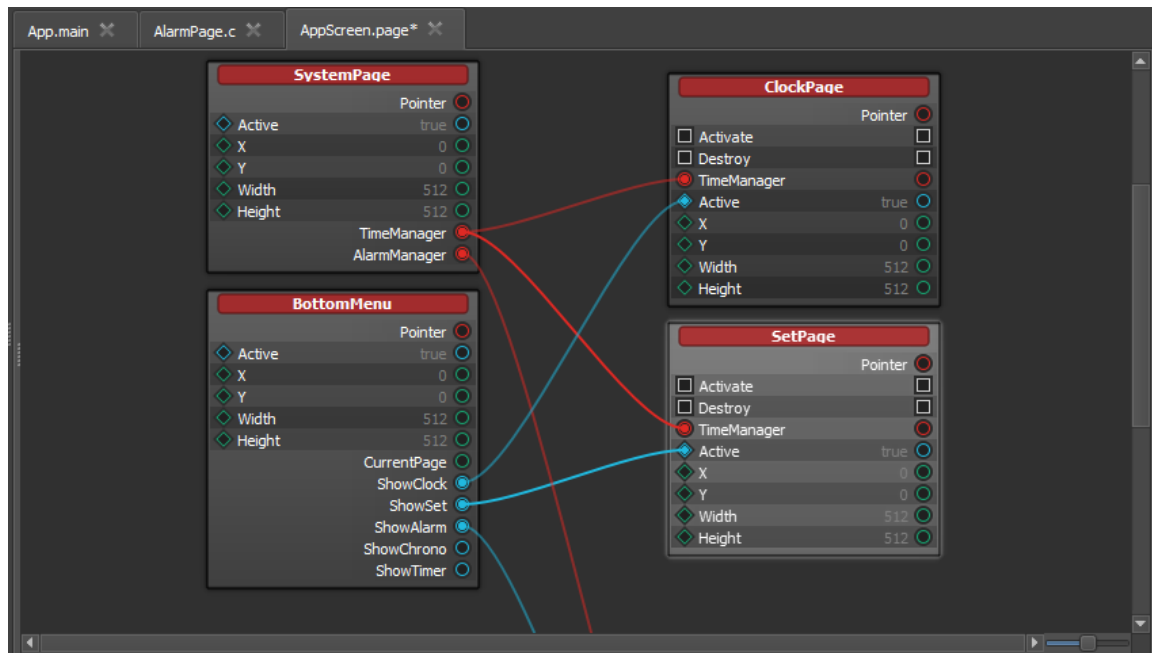 App.main
AlarmPage.c
AppScreen.page*
SystemPage
Pointer
Active true
X 0
Y 0
Width 512
Height 512
TimeManager
AlarmManager
BottomMenu
Pointer
Active true
X 0
Y 0
Width 512
Height 512
CurrentPage
ShowClock
ShowSet
ShowAlarm
ShowChrono
ShowTimer
ClockPage
Pointer
Activate
Destroy
TimeManager
Active true
X 0
Y 0
Width 512
Height 512
SetPage
Pointer
Activate
Destroy
TimeManager
Active true
X 0
Y 0
Width 512
Height 512